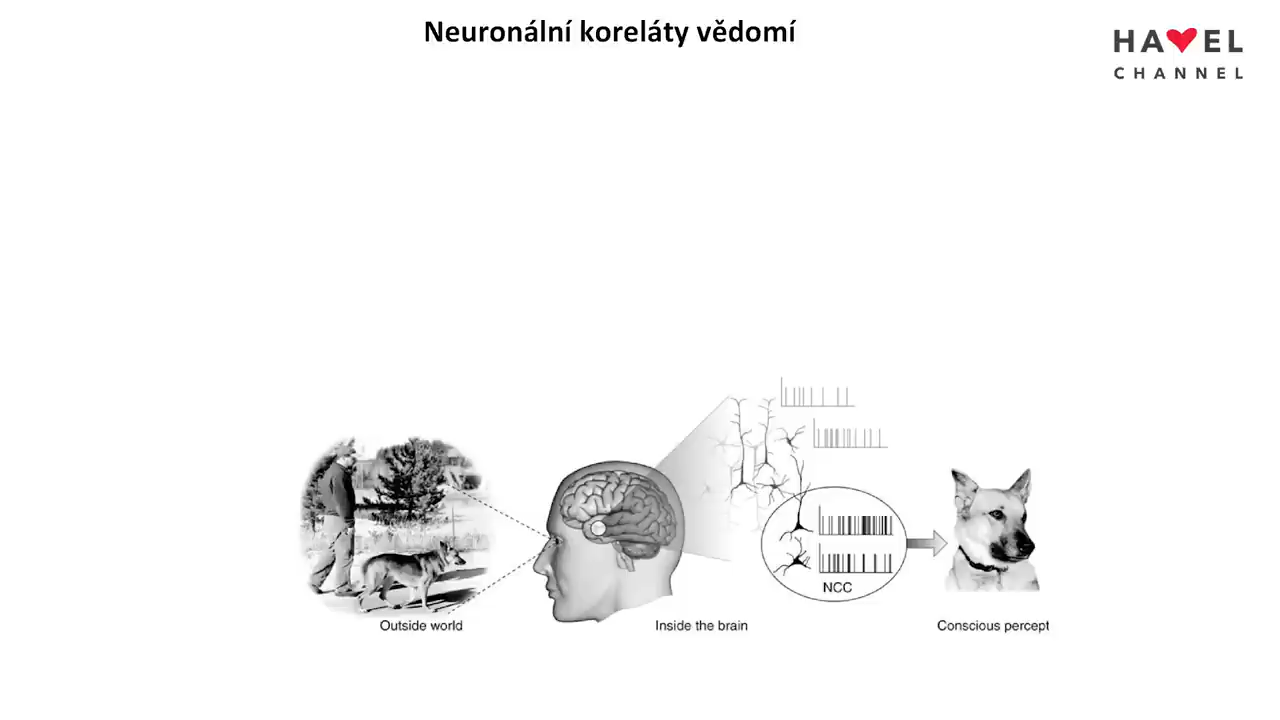 Neuronální koreláty vědomí
HAVEL
CHANNEL
NCC
Outside world
Inside the brain
Conscious percept